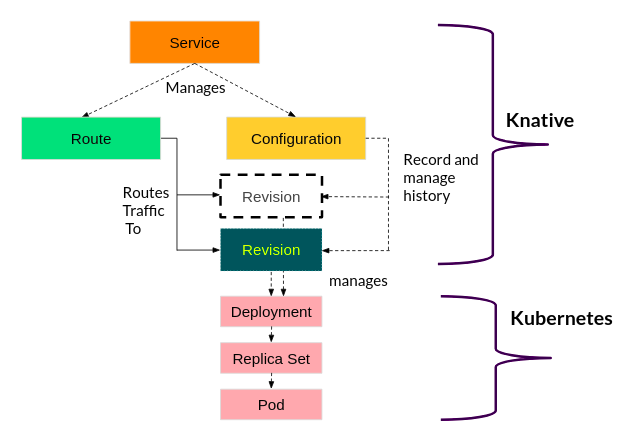 Service
Manages
Knative
Route
Configuration
Record and
manage
history
Routes
Traffic
To
Revision
Revision
manages
Deployment
Kubernetes
Replica Set
Pod